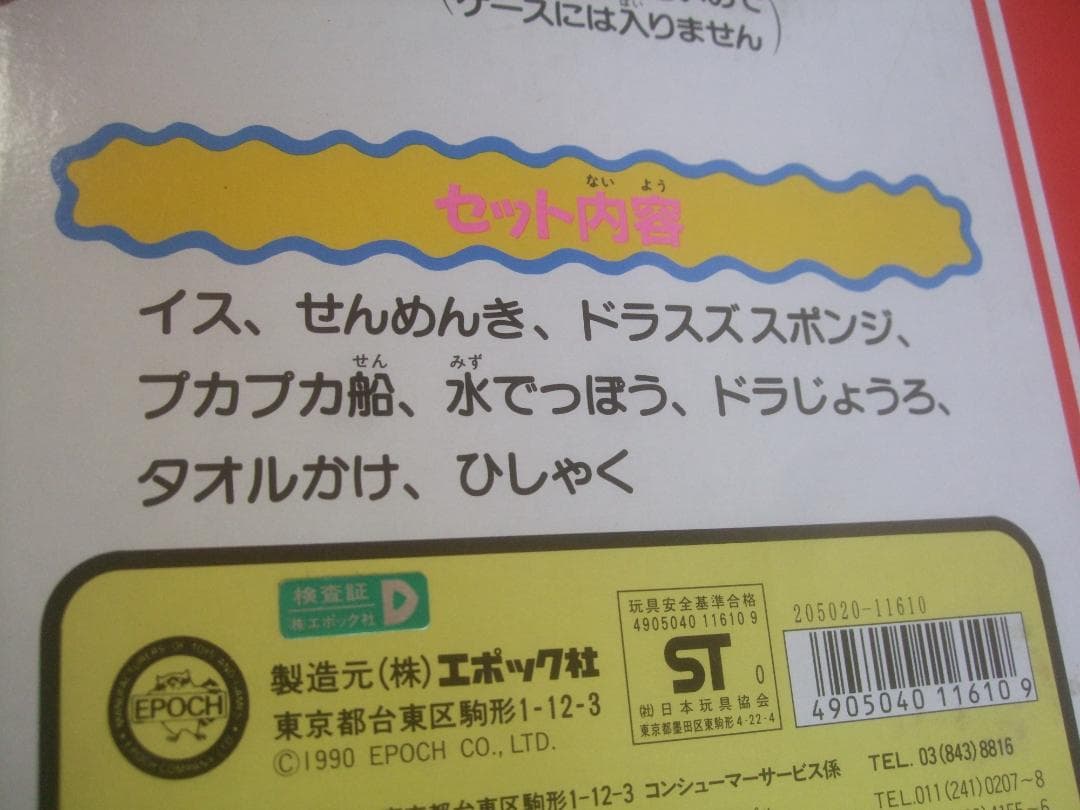 ケースには入りません
セット内容
イス、せんめんき、ドラスズスポンジ、
プカプカ船、水でっぽう、ドラじょうろ、
タオルかけ、ひしゃく
検査証
株エポック社
D
EPOCH
製造元(株)エポック社
東京都台東区駒形1-12-3
©1990 EPOCH CO., LTD.
玩具安全基準合格
4905040 11610 9
ST
0
(社)日本玩具協会
東京都墨田区東駒形4-22-4
205020-11610
4905040 116109
東京都台東区駒形1-12-3 コンシューマーサービス係
TEL. 03(843)8816
TEL.011(241)0207～8